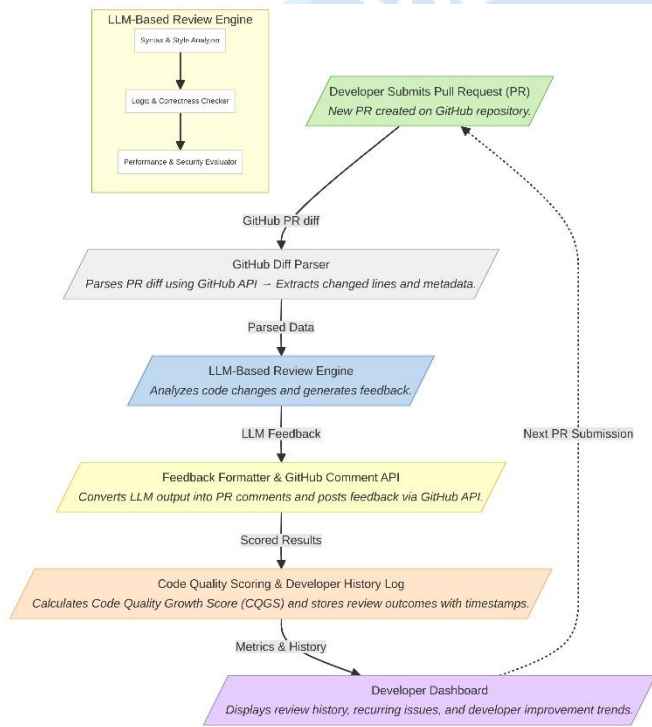 LLM-Based Review Engine
Syntax & Style Analyzer
Logic & Correctness Checker
Performance & Security Evaluator
Developer Submits Pull Request (PR)
New PR created on GitHub repository.
GitHub PR diff
GitHub Diff Parser
Parses PR diff using GitHub API → Extracts changed lines and metadata.
Parsed Data
LLM-Based Review Engine
Analyzes code changes and generates feedback.
LLM Feedback
Next PR Submission
Feedback Formatter & GitHub Comment API
Converts LLM output into PR comments and posts feedback via GitHub API.
Scored Results
Code Quality Scoring & Developer History Log
Calculates Code Quality Growth Score (CQGS) and stores review outcomes with timestamps.
Metrics & History
Developer Dashboard
Displays review history, recurring issues, and developer improvement trends.